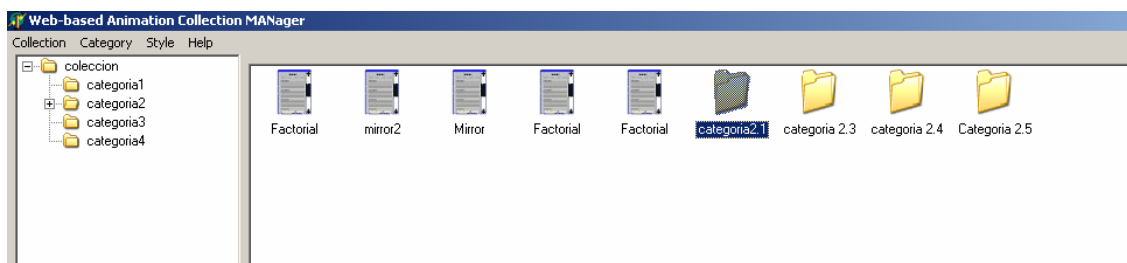 Web-based Animation Collection MANager
Collection Category Style Help
coleccion
categoria1
categoria2
categoria3
categoria4
Factorial mirror2 Mirror Factorial Factorial categoria2.1 categoria 2.3 categoria 2.4 Categoria 2.5